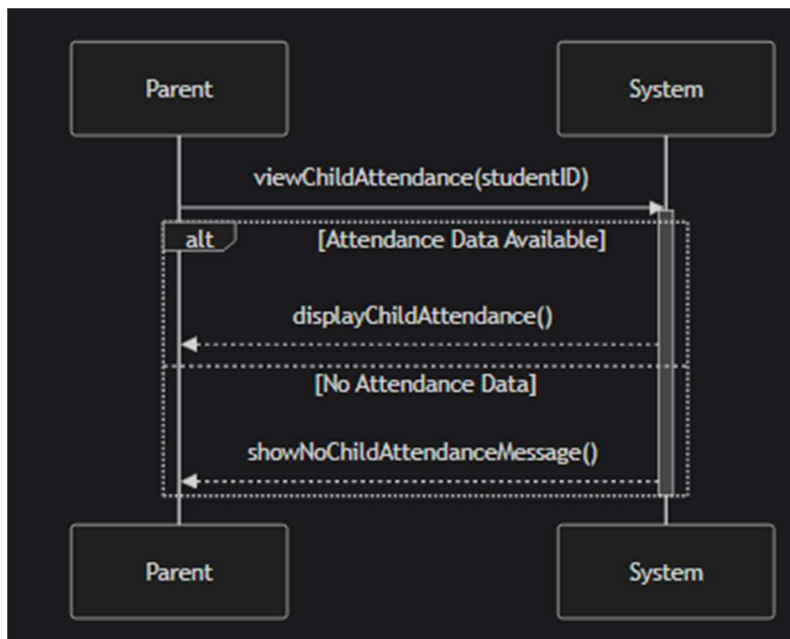 Parent
System
viewChildAttendance(studentID)
alt
[Attendance Data Available]
displayChildAttendance()
[No Attendance Data]
showNoChildAttendanceMessage()
Parent
System